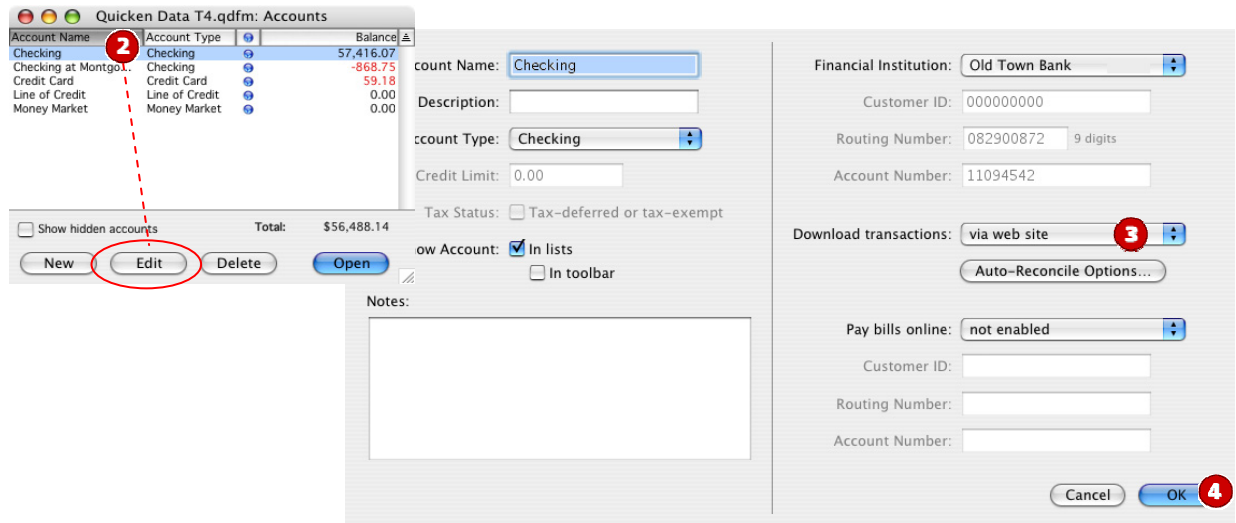 Quicken Data T4.qdfm: Accounts
Account Name Account Type Balance
2
Checking Checking 57,416.07
Checking at Montgo... Checking -868.75
Credit Card Credit Card 59.18
Line of Credit Line of Credit 0.00
Money Market Money Market 0.00
Show hidden accounts Total: $56,488.14
New Edit Delete Open
count Name: Checking
Description:
ccount Type: Checking
Credit Limit: 0.00
Tax Status: Tax-deferred or tax-exempt
ow Account: In lists
In toolbar
Notes:
Financial Institution: Old Town Bank
Customer ID: 000000000
Routing Number: 082900872 9 digits
Account Number: 11094542
Download transactions: via web site 3
Auto-Reconcile Options...
Pay bills online: not enabled
Customer ID:
Routing Number:
Account Number:
Cancel OK 4